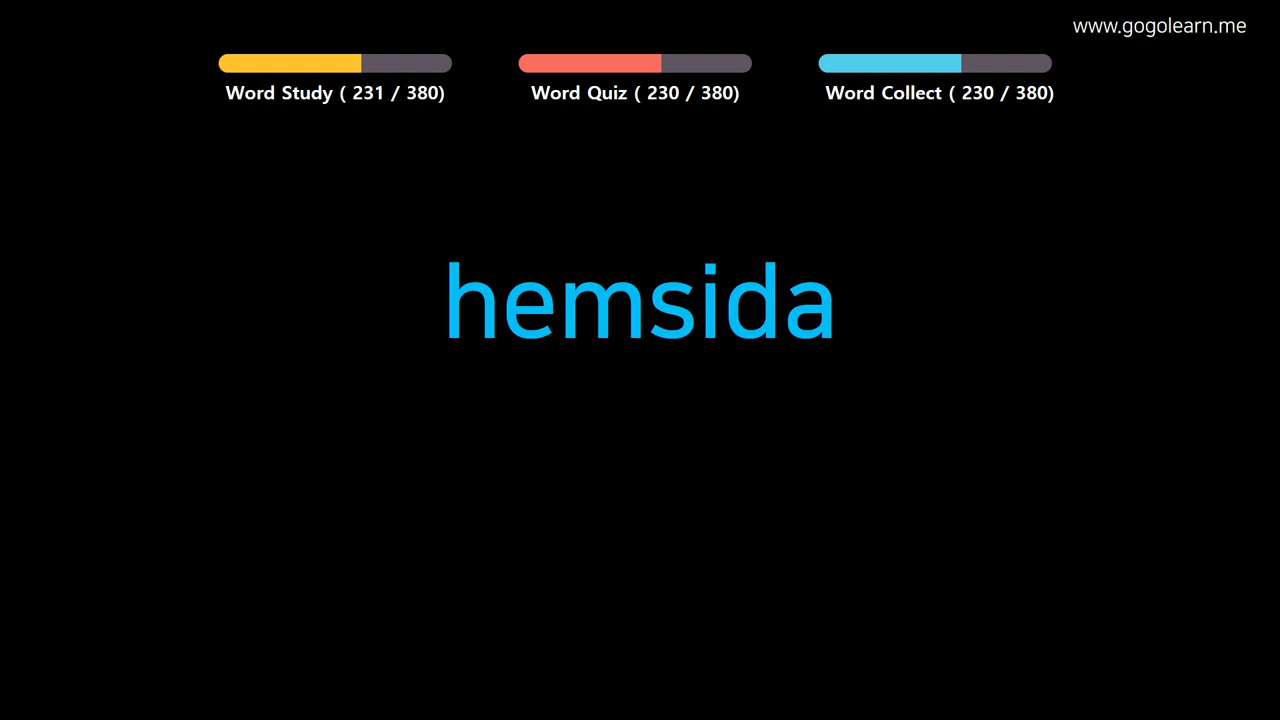 www.gogolearn.me
Word Study ( 231 / 380)
Word Quiz ( 230 / 380)
Word Collect ( 230 / 380)
hemsida